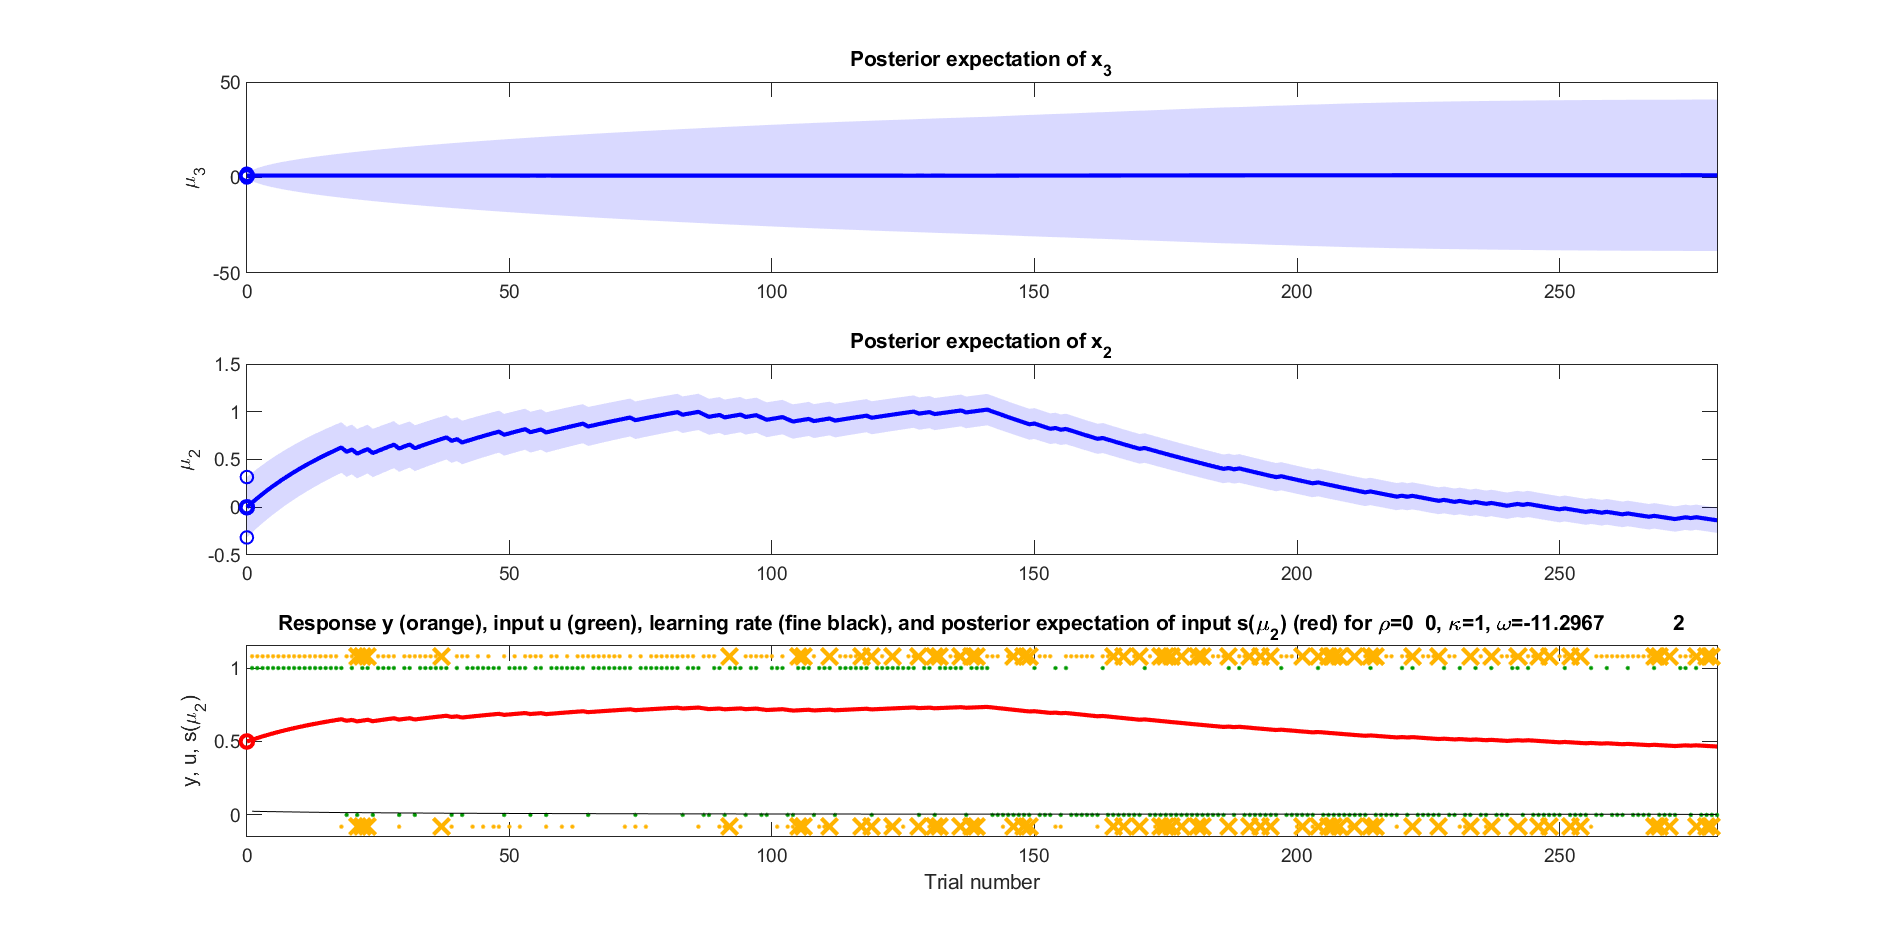 Posterior expectation of x3
50
0
-50
μ3
0 50 100 150 200 250
Posterior expectation of x2
1.5
1
0.5
0
-0.5
μ2
0 50 100 150 200 250
Response y (orange), input u (green), learning rate (fine black), and posterior expectation of input s(μ2) (red) for ρ=0 0, κ=1, ω=-11.2967 2
1
0.5
0
y, u, s(μ2)
0 50 100 150 200 250
Trial number